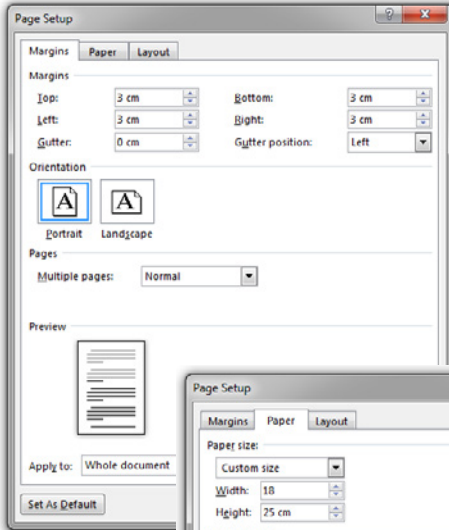 Page Setup
Margins Paper Layout
Margins
Top: 3 cm Bottom: 3 cm
Left: 3 cm Right: 3 cm
Gutter: 0 cm Gutter position: Left
Orientation
A A
Portrait Landscape
Pages
Multiple pages: Normal
Preview
Apply to: Whole document
Set As Default
Page Setup
Margins Paper Layout
Paper size:
Custom size
Width: 18
Height: 25 cm